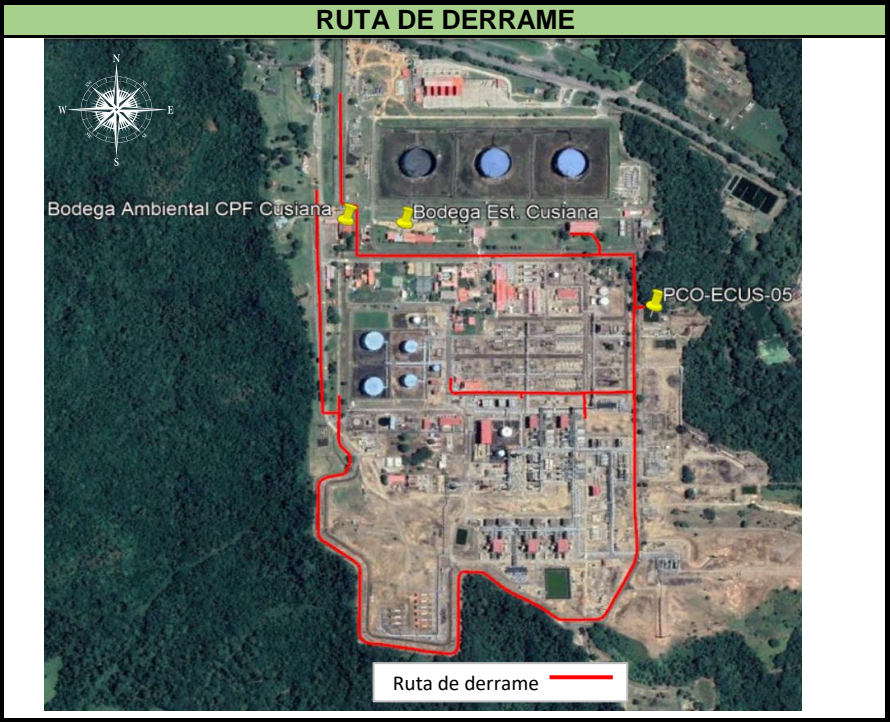 RUTA DE DERRAME
N
W
E
S
Bodega Ambiental CPF Cusiana
Bodega Est. Cusiana
PCO-ECUS-05
Ruta de derrame